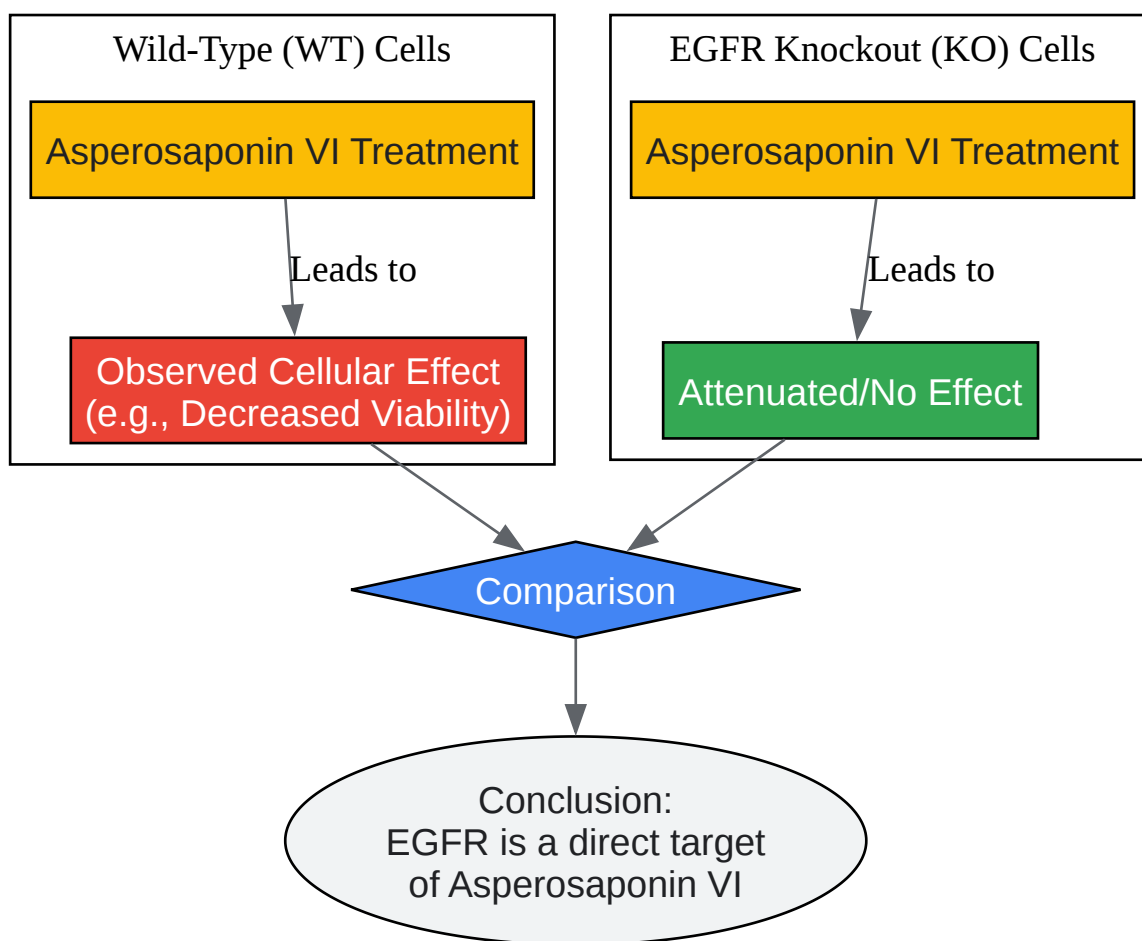 Wild-Type (WT) Cells
Asperosaponin VI Treatment
Leads to
Observed Cellular Effect
(e.g., Decreased Viability)
EGFR Knockout (KO) Cells
Asperosaponin VI Treatment
Leads to
Attenuated/No Effect
Comparison
Conclusion:
EGFR is a direct target
of Asperosaponin VI